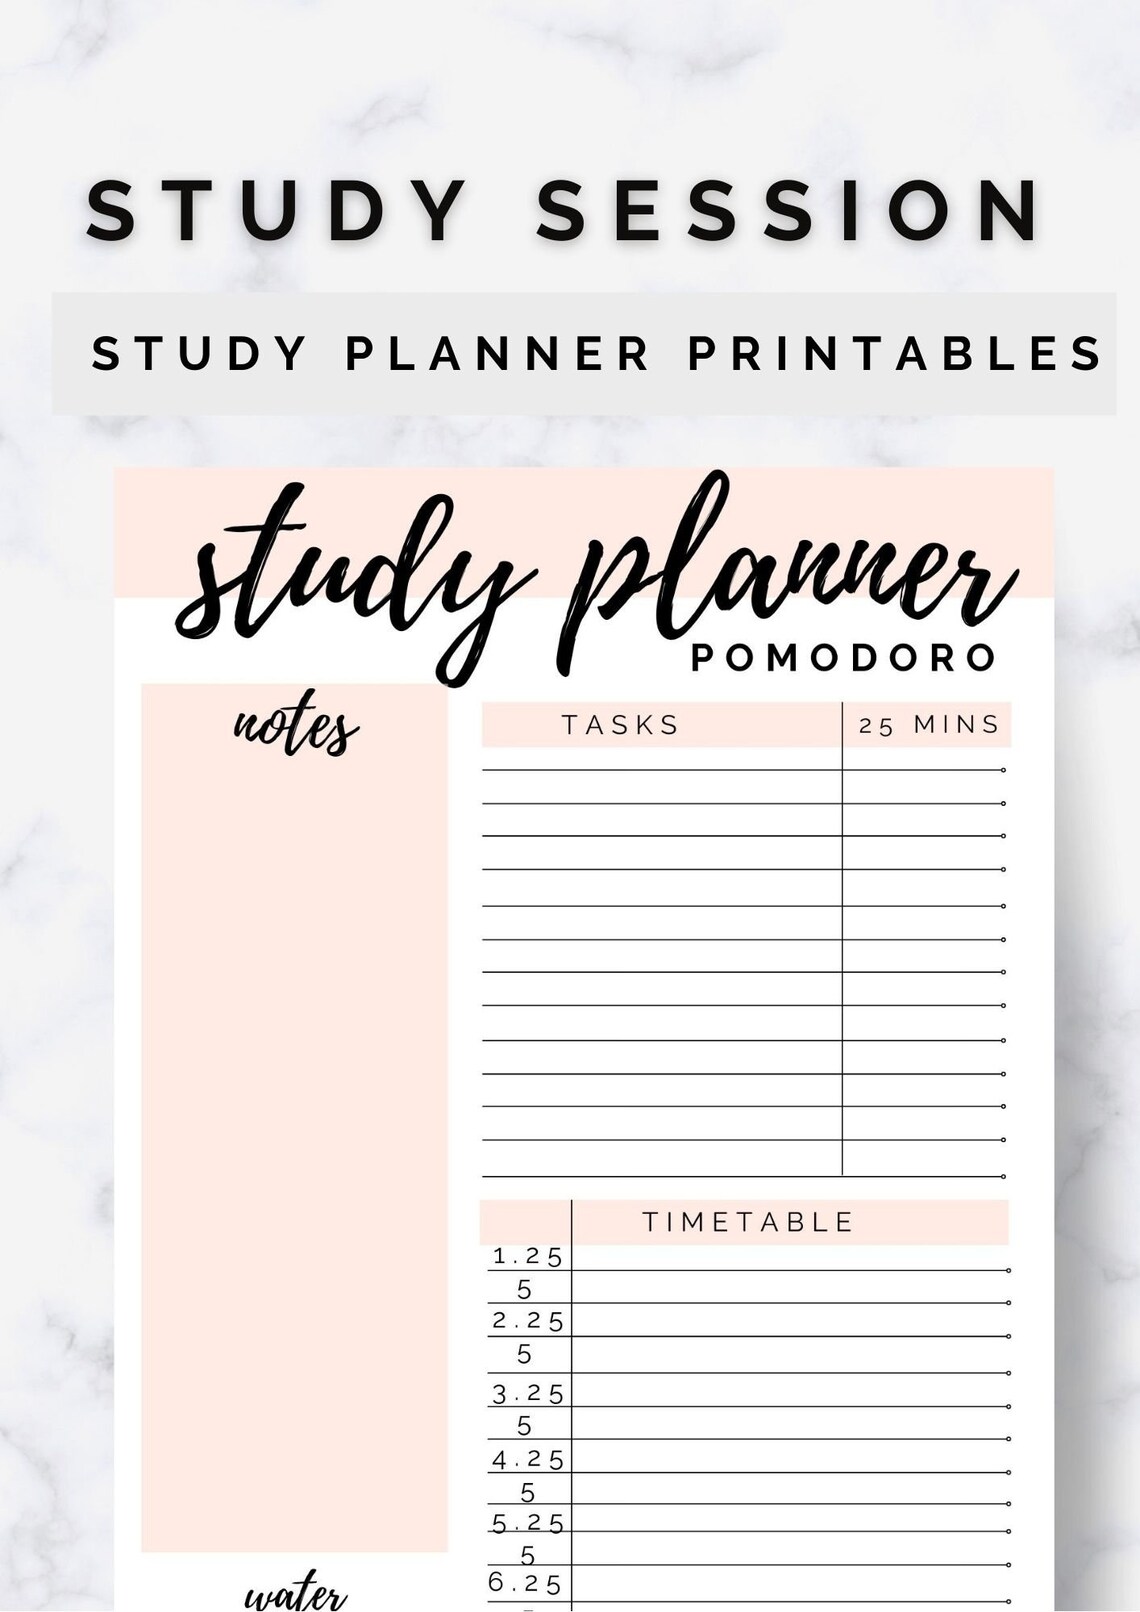 STUDY SESSION
STUDY PLANNER PRINTABLES
study planner
POMODORO
notes
TASKS 25 MINS
TIMETABLE
1.25
5
2.25
5
3.25
5
4.25
5
5.25
5
6.25
water